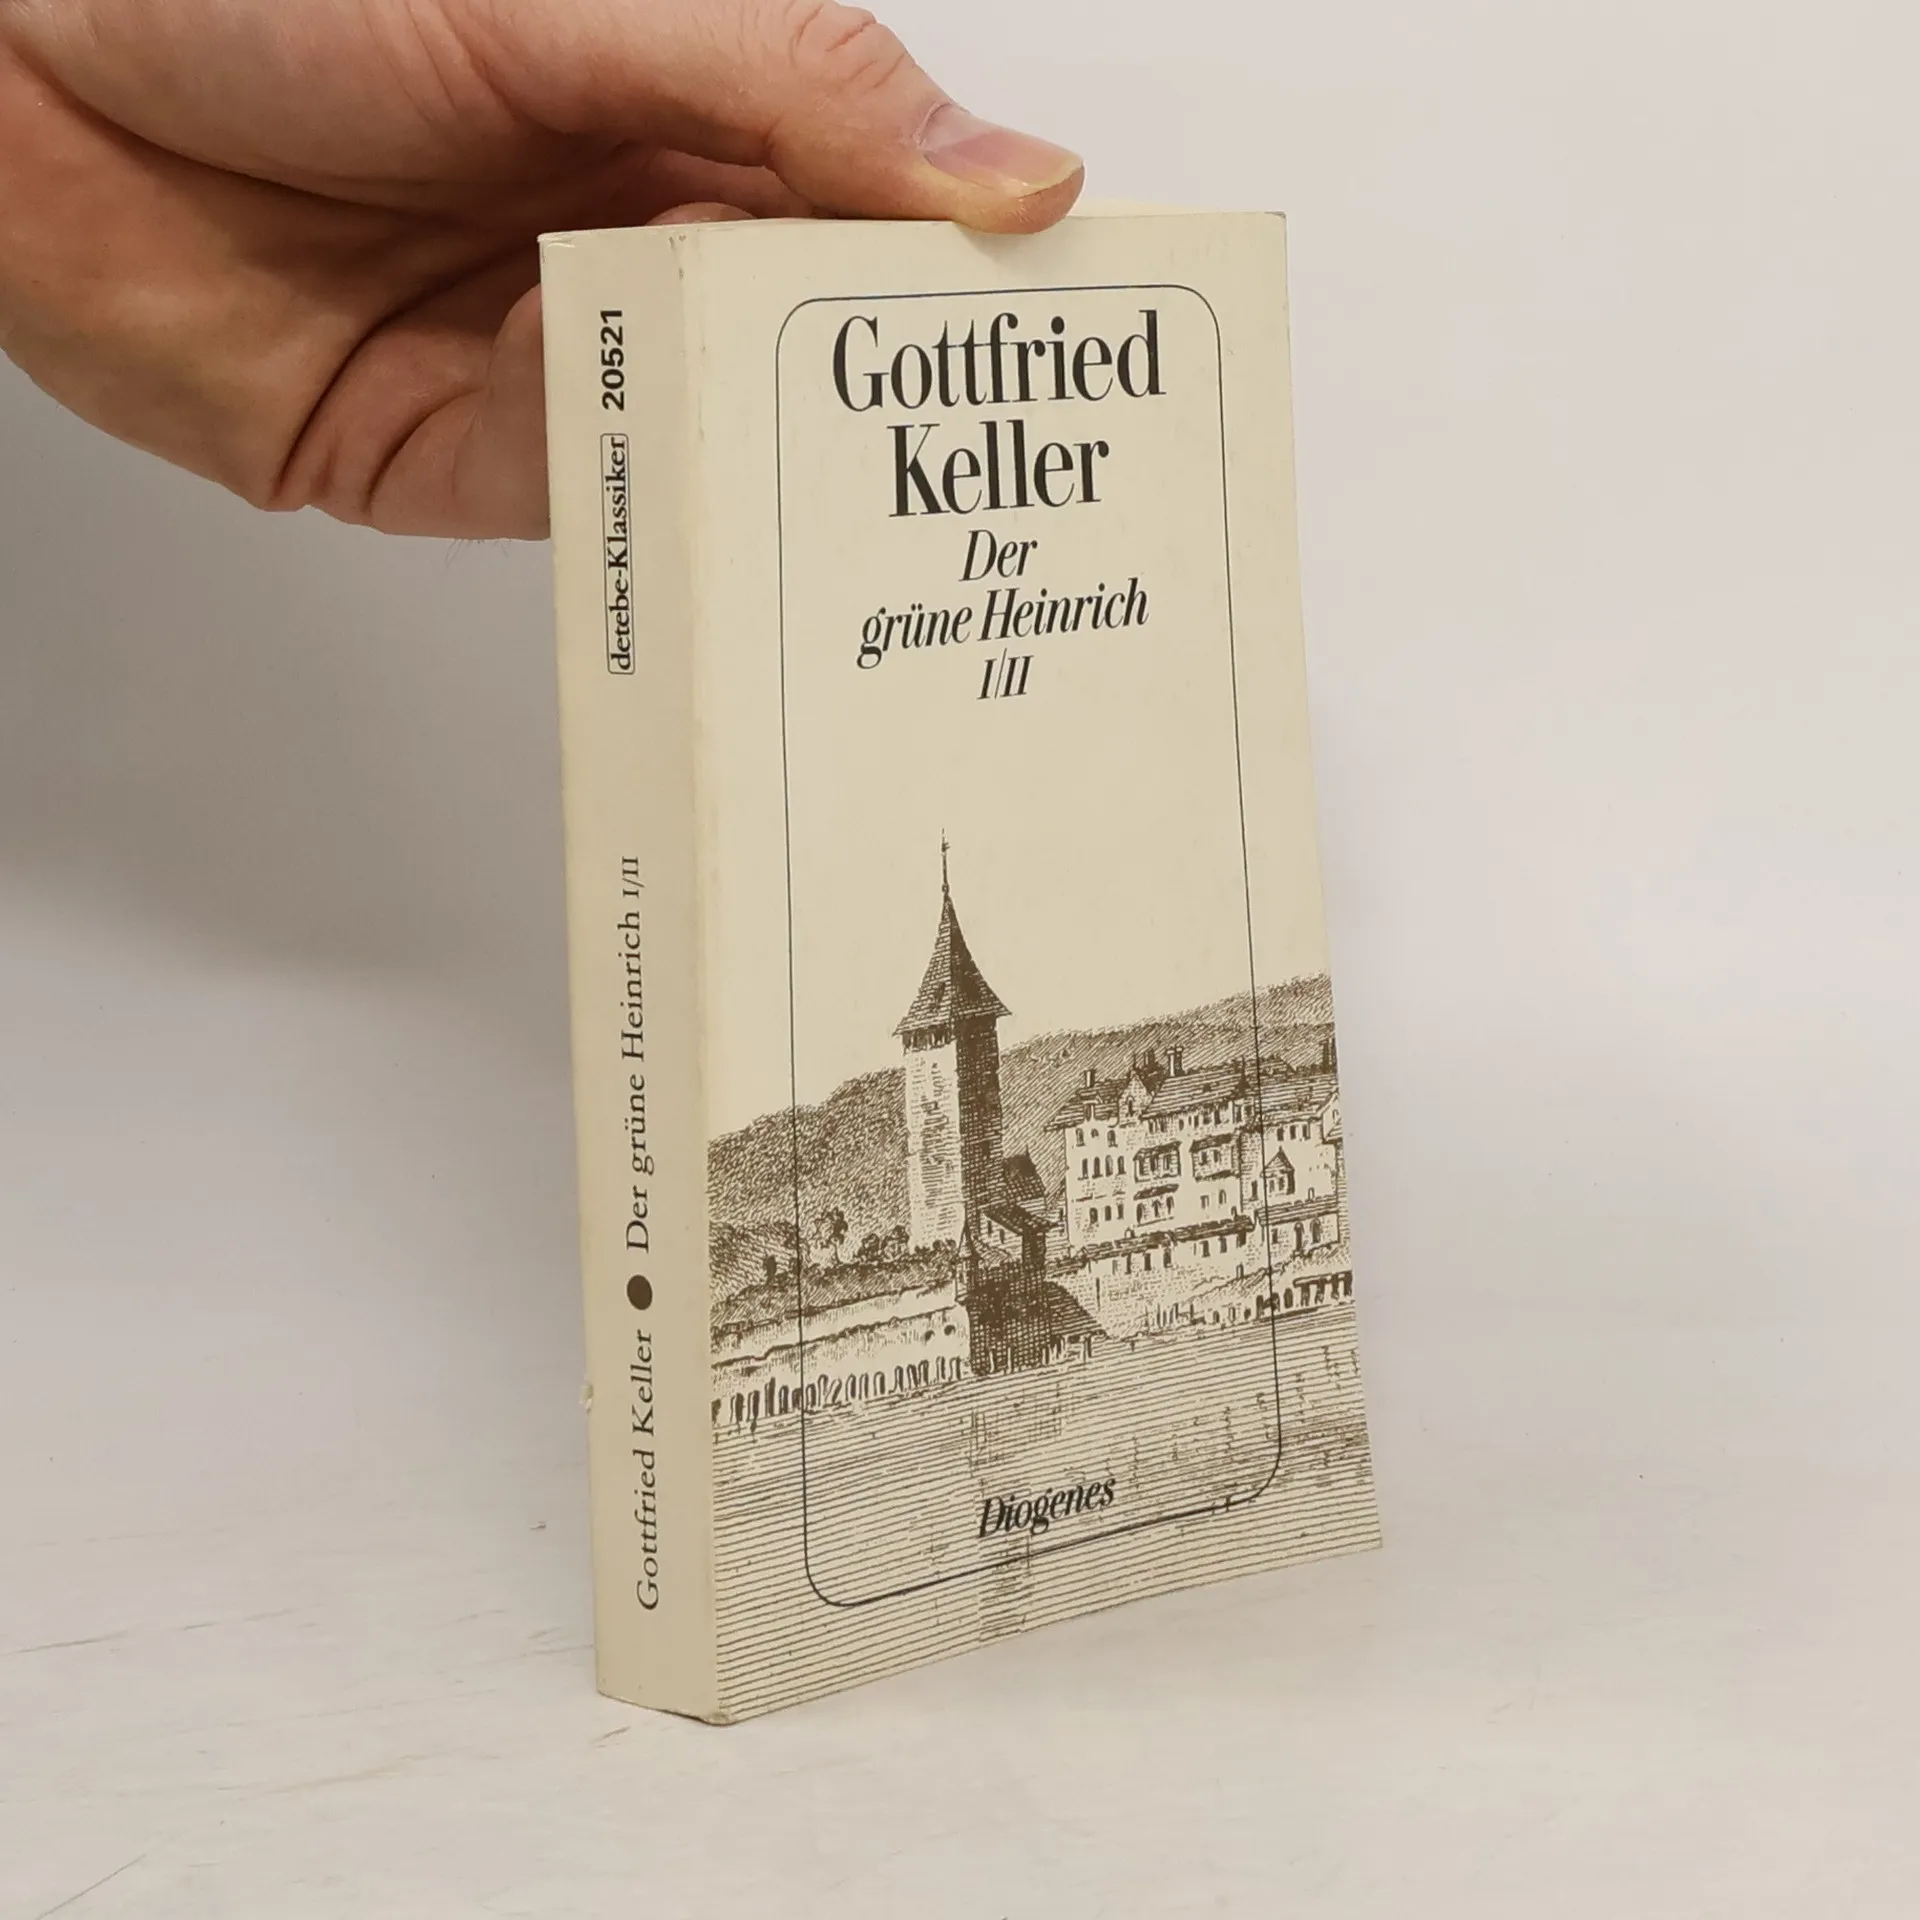 Gottfried
Keller
Der
grüne Heinrich
I/II
Diogenes
Gottfried Keller ● Der grüne Heinrich I/II
detebe-Klassiker 20521